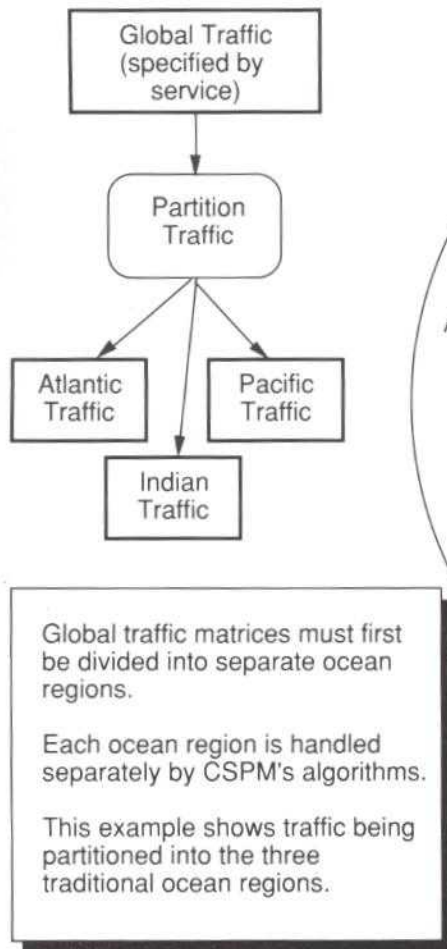 Global Traffic
(specified by
service)
Partition
Traffic
Atlantic
Traffic
Pacific
Traffic
Indian
Traffic
Global traffic matrices must first
be divided into separate ocean
regions.
Each ocean region is handled
separately by CSPM's algorithms.
This example shows traffic being
partitioned into the three
traditional ocean regions.